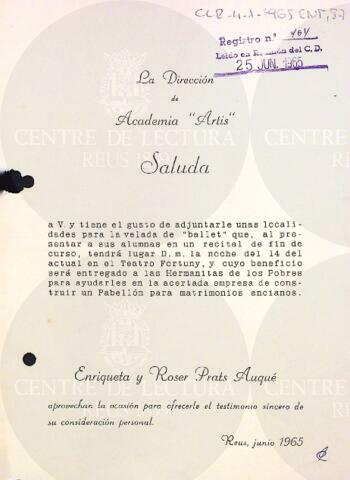 CLR-4-1-1965 ENT, 37
Registro n.º 464
Leído en Reunión del C.D.
25 JUN. 1965
La Dirección
de
Academia "Artis"
CENTRE DE LECTURA
REUS
Saluda
a V. y tiene el gusto de adjuntarle unas locali-
dades para la velada de "ballet" que, al pre-
sentar a sus alumnas en un recital de fin de
curso, tendrá lugar D.m. la noche del 14 del
actual en el Teatro Fortuny, y cuyo beneficio
será entregado a las Hermanitas de los Pobres
para ayudarles en la acertada empresa de cons-
truir un Pabellón para matrimonios ancianos.
Enriqueta y Roser Prats Auqué
CENTRE DE LECTURA
aprovechan la ocasión para ofrecerle el testimonio sincero de
su consideración personal.
Reus, junio 1965